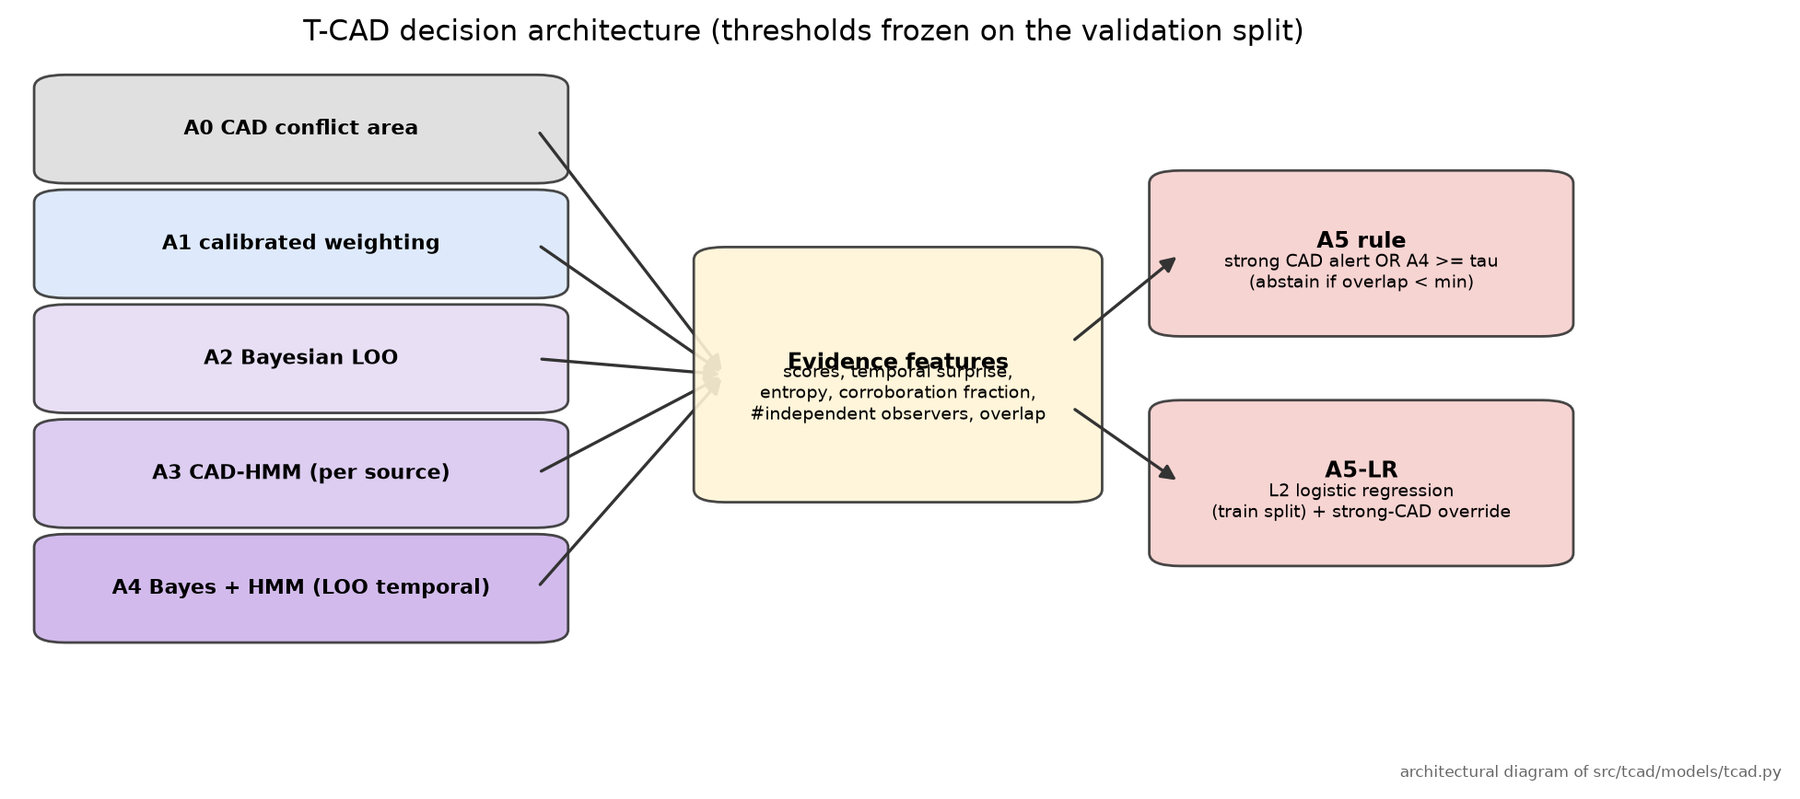 T-CAD decision architecture (thresholds frozen on the validation split)
A0 CAD conflict area
A1 calibrated weighting
A2 Bayesian LOO
A3 CAD-HMM (per source)
A4 Bayes + HMM (LOO temporal)
Evidence features
scores, temporal surprise,
entropy, corroboration fraction,
#independent observers, overlap
A5 rule
strong CAD alert OR A4 >= tau
(abstain if overlap < min)
A5-LR
L2 logistic regression
(train split) + strong-CAD override
architectural diagram of src/tcad/models/tcad.py